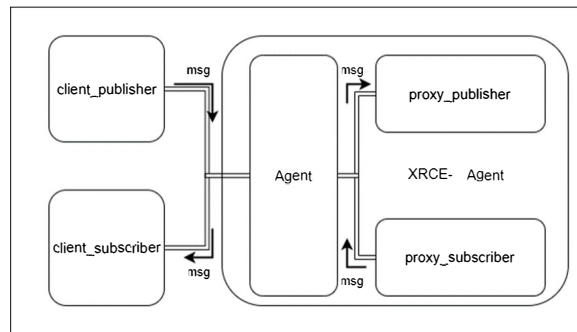 msg
msg
client_publisher
proxy_publisher
Agent
XRCE- Agent
client_subscriber
proxy_subscriber
msg
msg